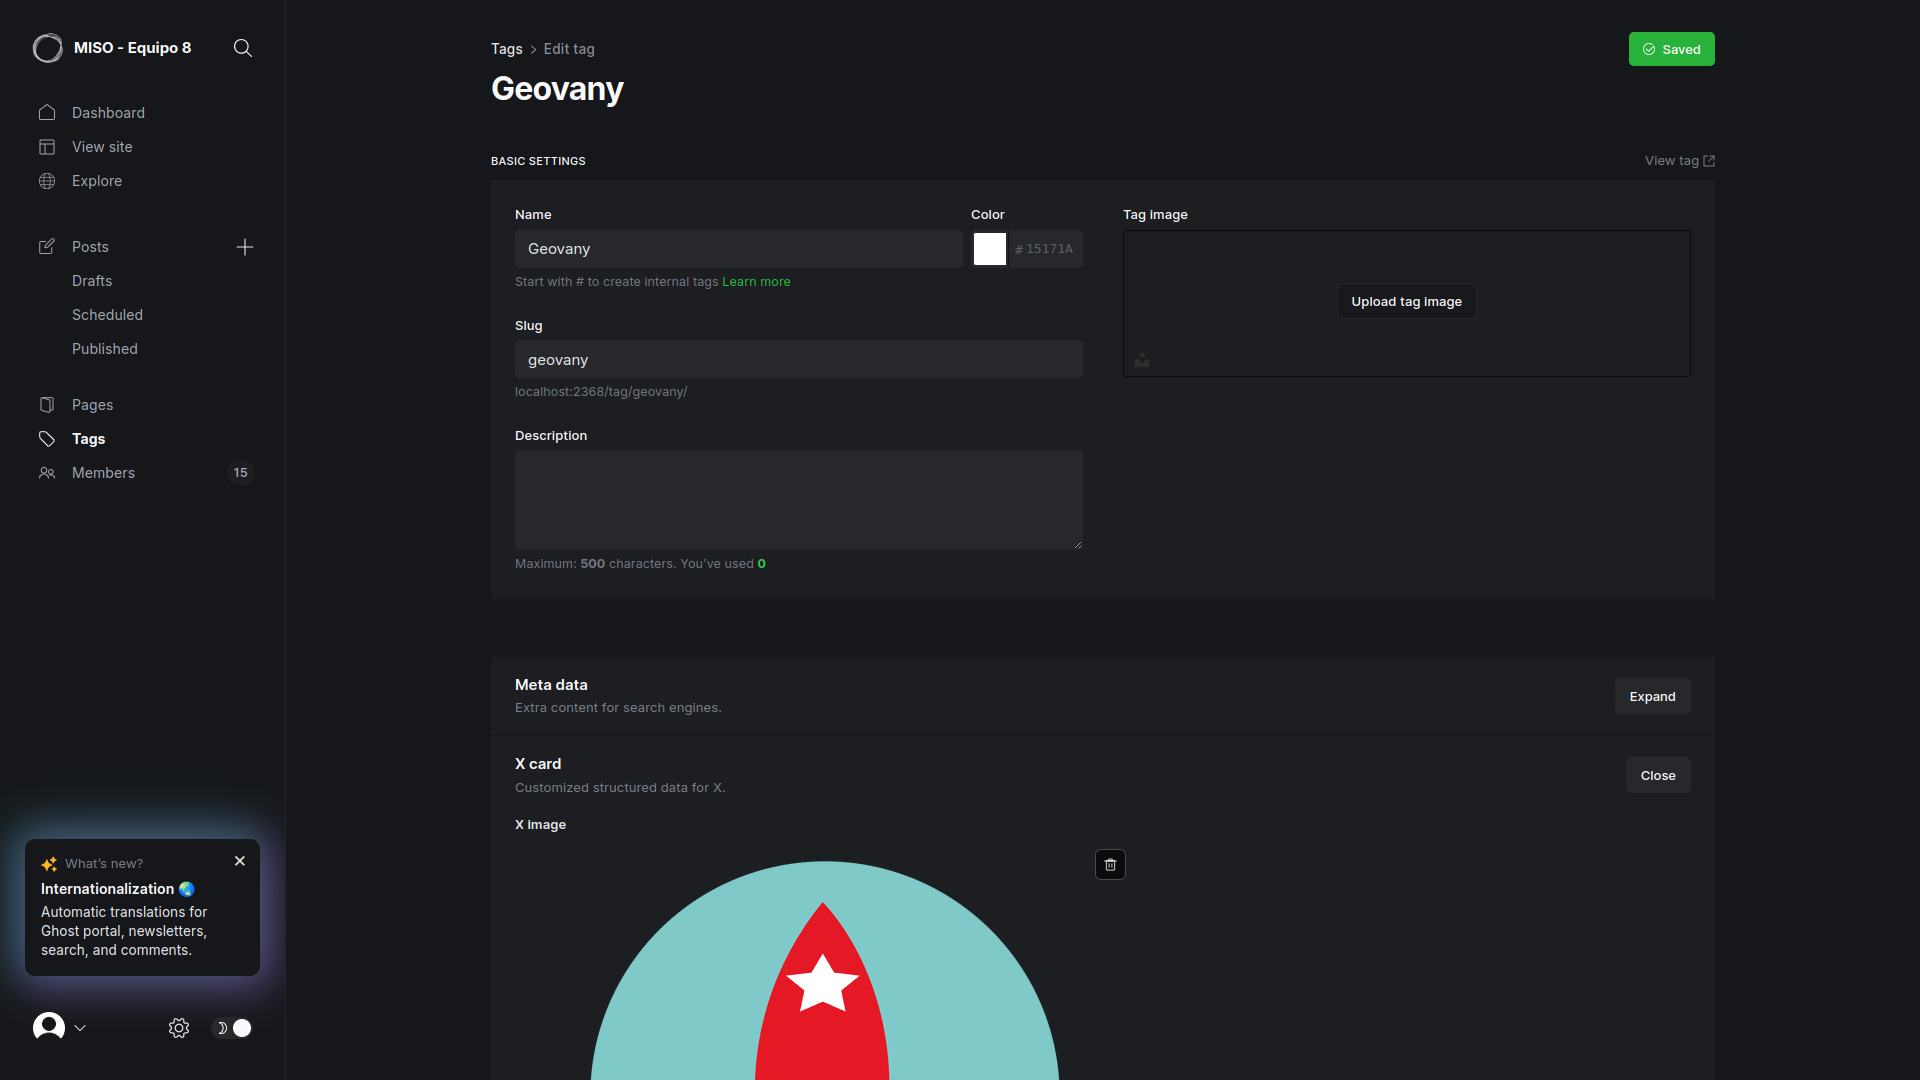 MISO - Equipo 8
Dashboard
View site
Explore
Posts
Drafts
Scheduled
Published
Pages
Tags
Members 15
What's new?
Internationalization
Automatic translations for
Ghost portal, newsletters,
search, and comments.
Tags > Edit tag
Saved
Geovany
BASIC SETTINGS
View tag
Name
Geovany
Start with # to create internal tags Learn more
Color
# 15171A
Slug
geovany
localhost:2368/tag/geovany/
Description
Maximum: 500 characters. You've used 0
Tag image
Upload tag image
Meta data
Extra content for search engines.
Expand
X card
Customized structured data for X.
Close
X image